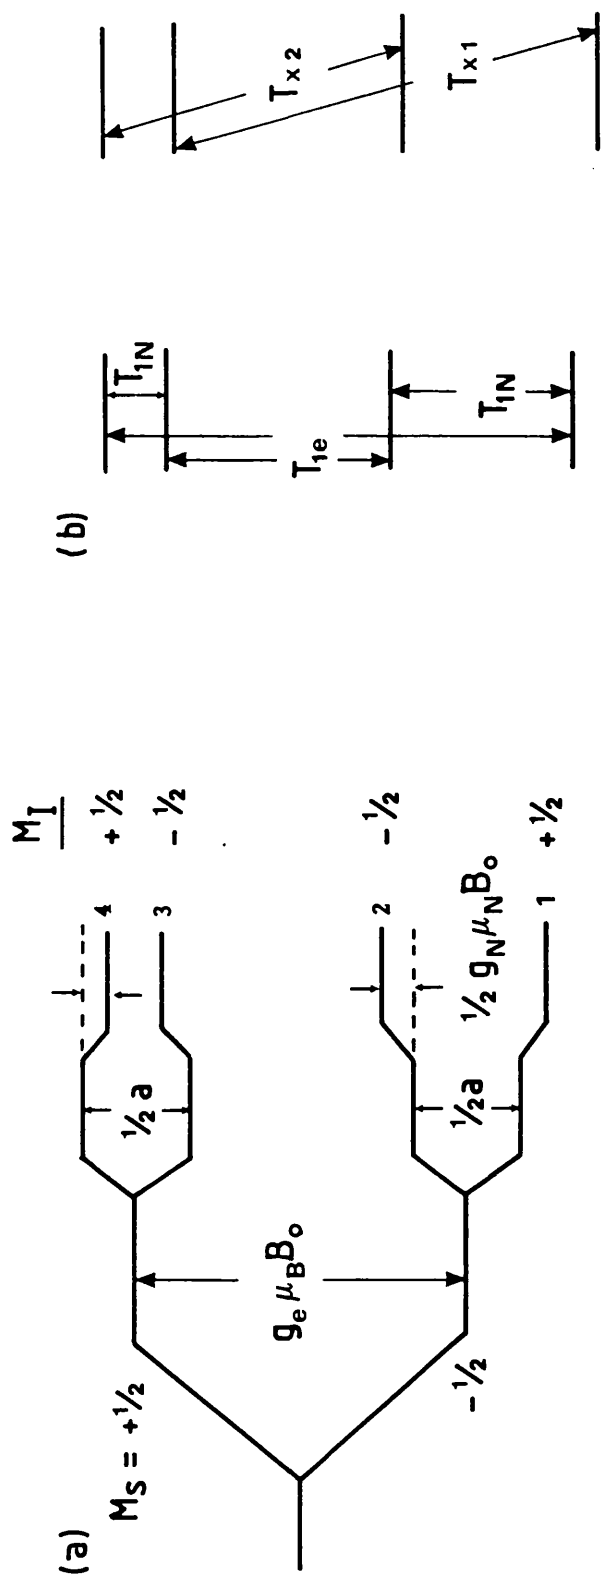 (a)
M_S = +½
-½
g_e μ_B B_o
½ a
½a
½ g_N μ_N B_o
M_I
4 +½
3 -½
2 -½
1 +½
(b)
T_1N
T_1e
T_1N
T_x2
T_x1